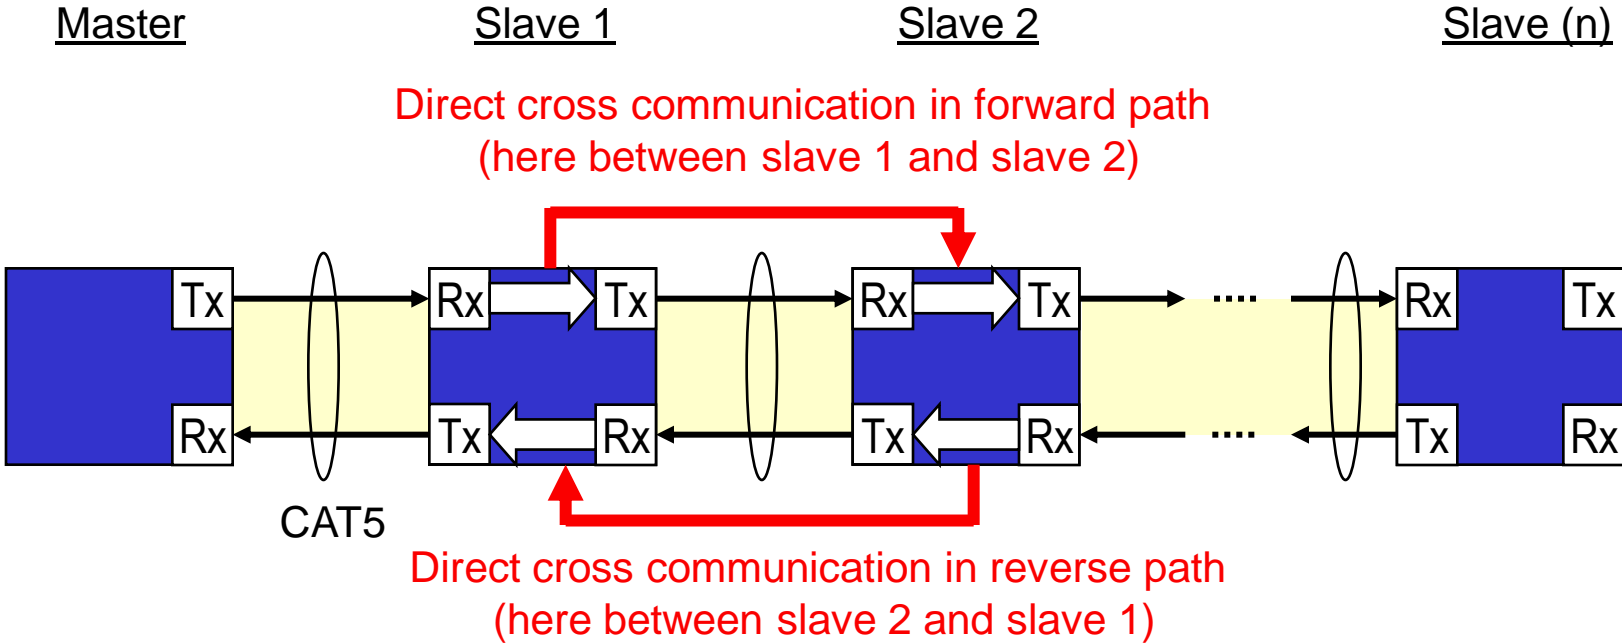 Master
Slave 1
Slave 2
Slave (n)
Direct cross communication in forward path
(here between slave 1 and slave 2)
Tx
Rx
Tx
Rx
Tx
Rx
Tx
Rx
Tx
Rx
Tx
Rx
Tx
Rx
CAT5
Direct cross communication in reverse path
(here between slave 2 and slave 1)